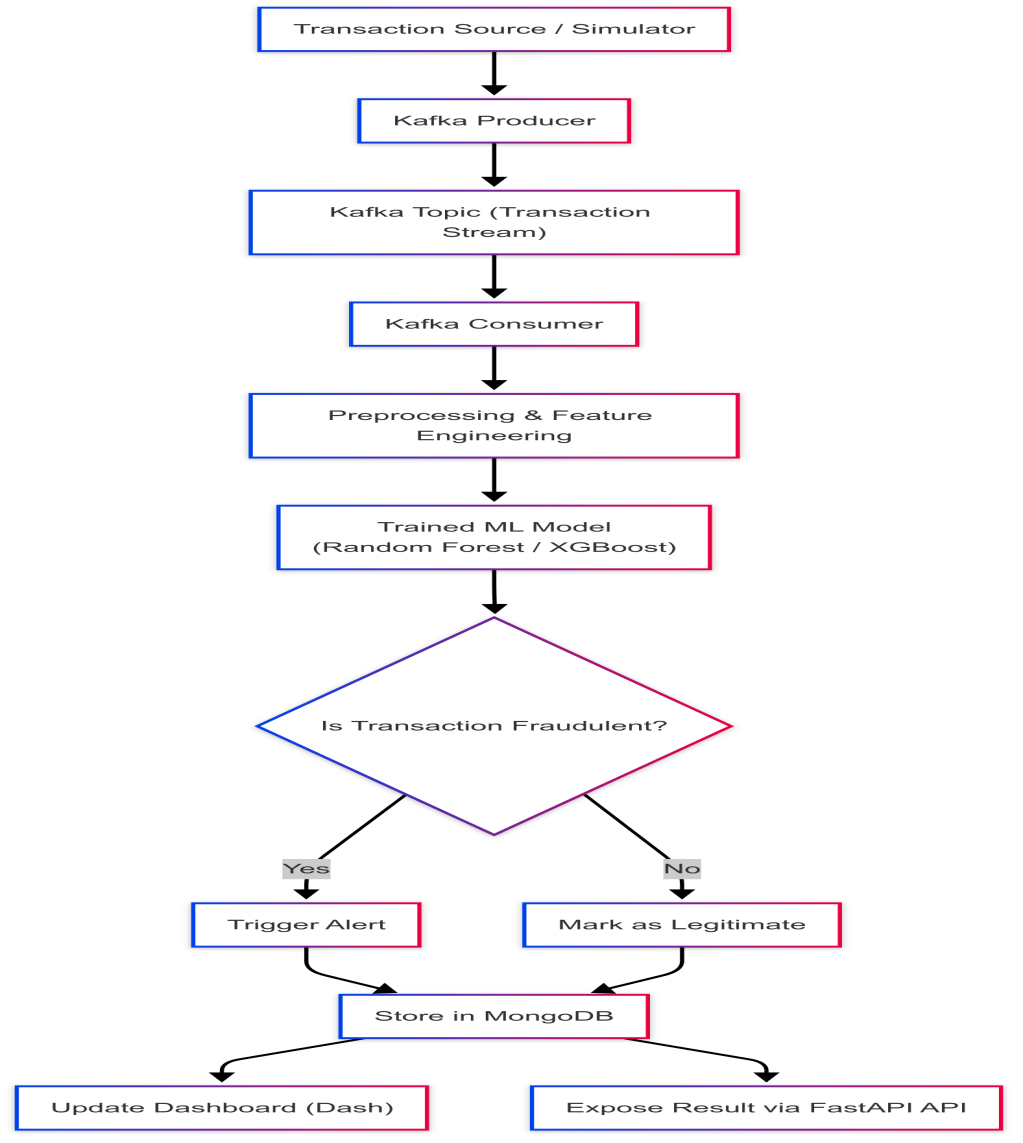 Transaction Source / Simulator
Kafka Producer
Kafka Topic (Transaction
Stream)
Kafka Consumer
Preprocessing & Feature
Engineering
Trained ML Model
(Random Forest / XGBoost)
Is Transaction Fraudulent?
Yes
No
Trigger Alert
Mark as Legitimate
Store in MongoDB
Update Dashboard (Dash)
Expose Result via FastAPI API